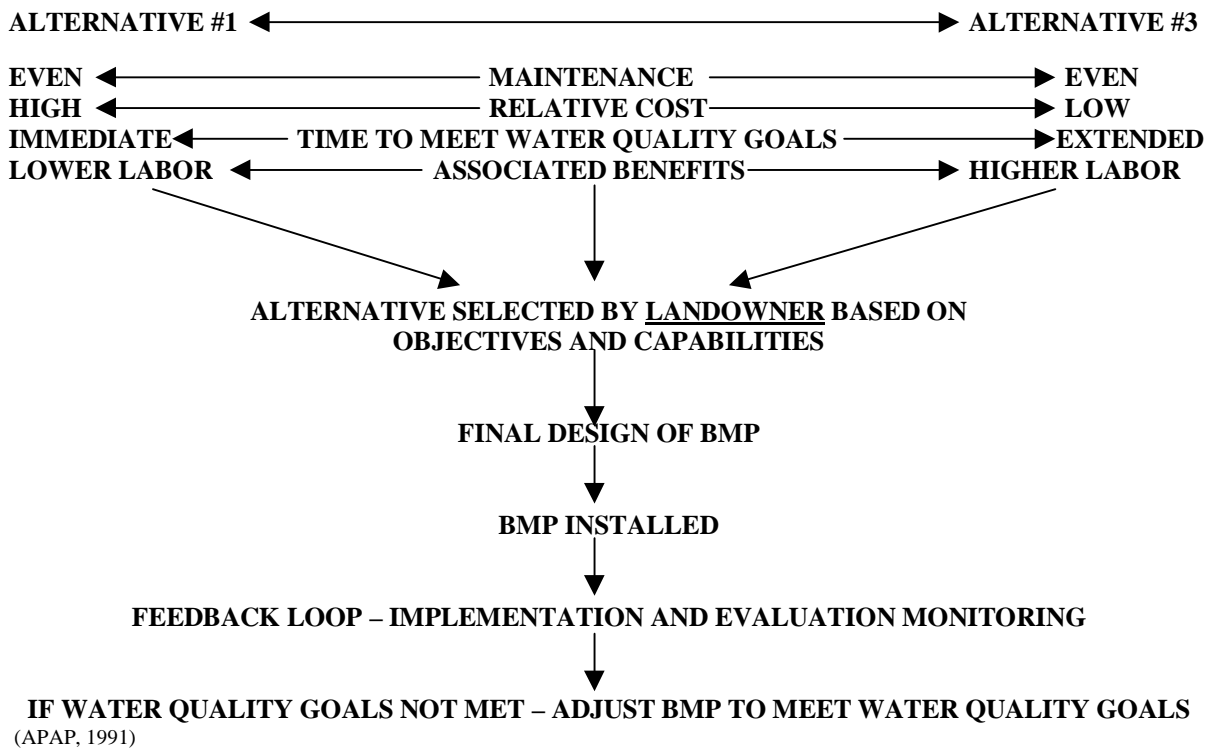 ALTERNATIVE #1 ALTERNATIVE #3
EVEN MAINTENANCE EVEN
HIGH RELATIVE COST LOW
IMMEDIATE TIME TO MEET WATER QUALITY GOALS EXTENDED
LOWER LABOR ASSOCIATED BENEFITS HIGHER LABOR
ALTERNATIVE SELECTED BY LANDOWNER BASED ON
OBJECTIVES AND CAPABILITIES
FINAL DESIGN OF BMP
BMP INSTALLED
FEEDBACK LOOP – IMPLEMENTATION AND EVALUATION MONITORING
IF WATER QUALITY GOALS NOT MET – ADJUST BMP TO MEET WATER QUALITY GOALS
(APAP, 1991)